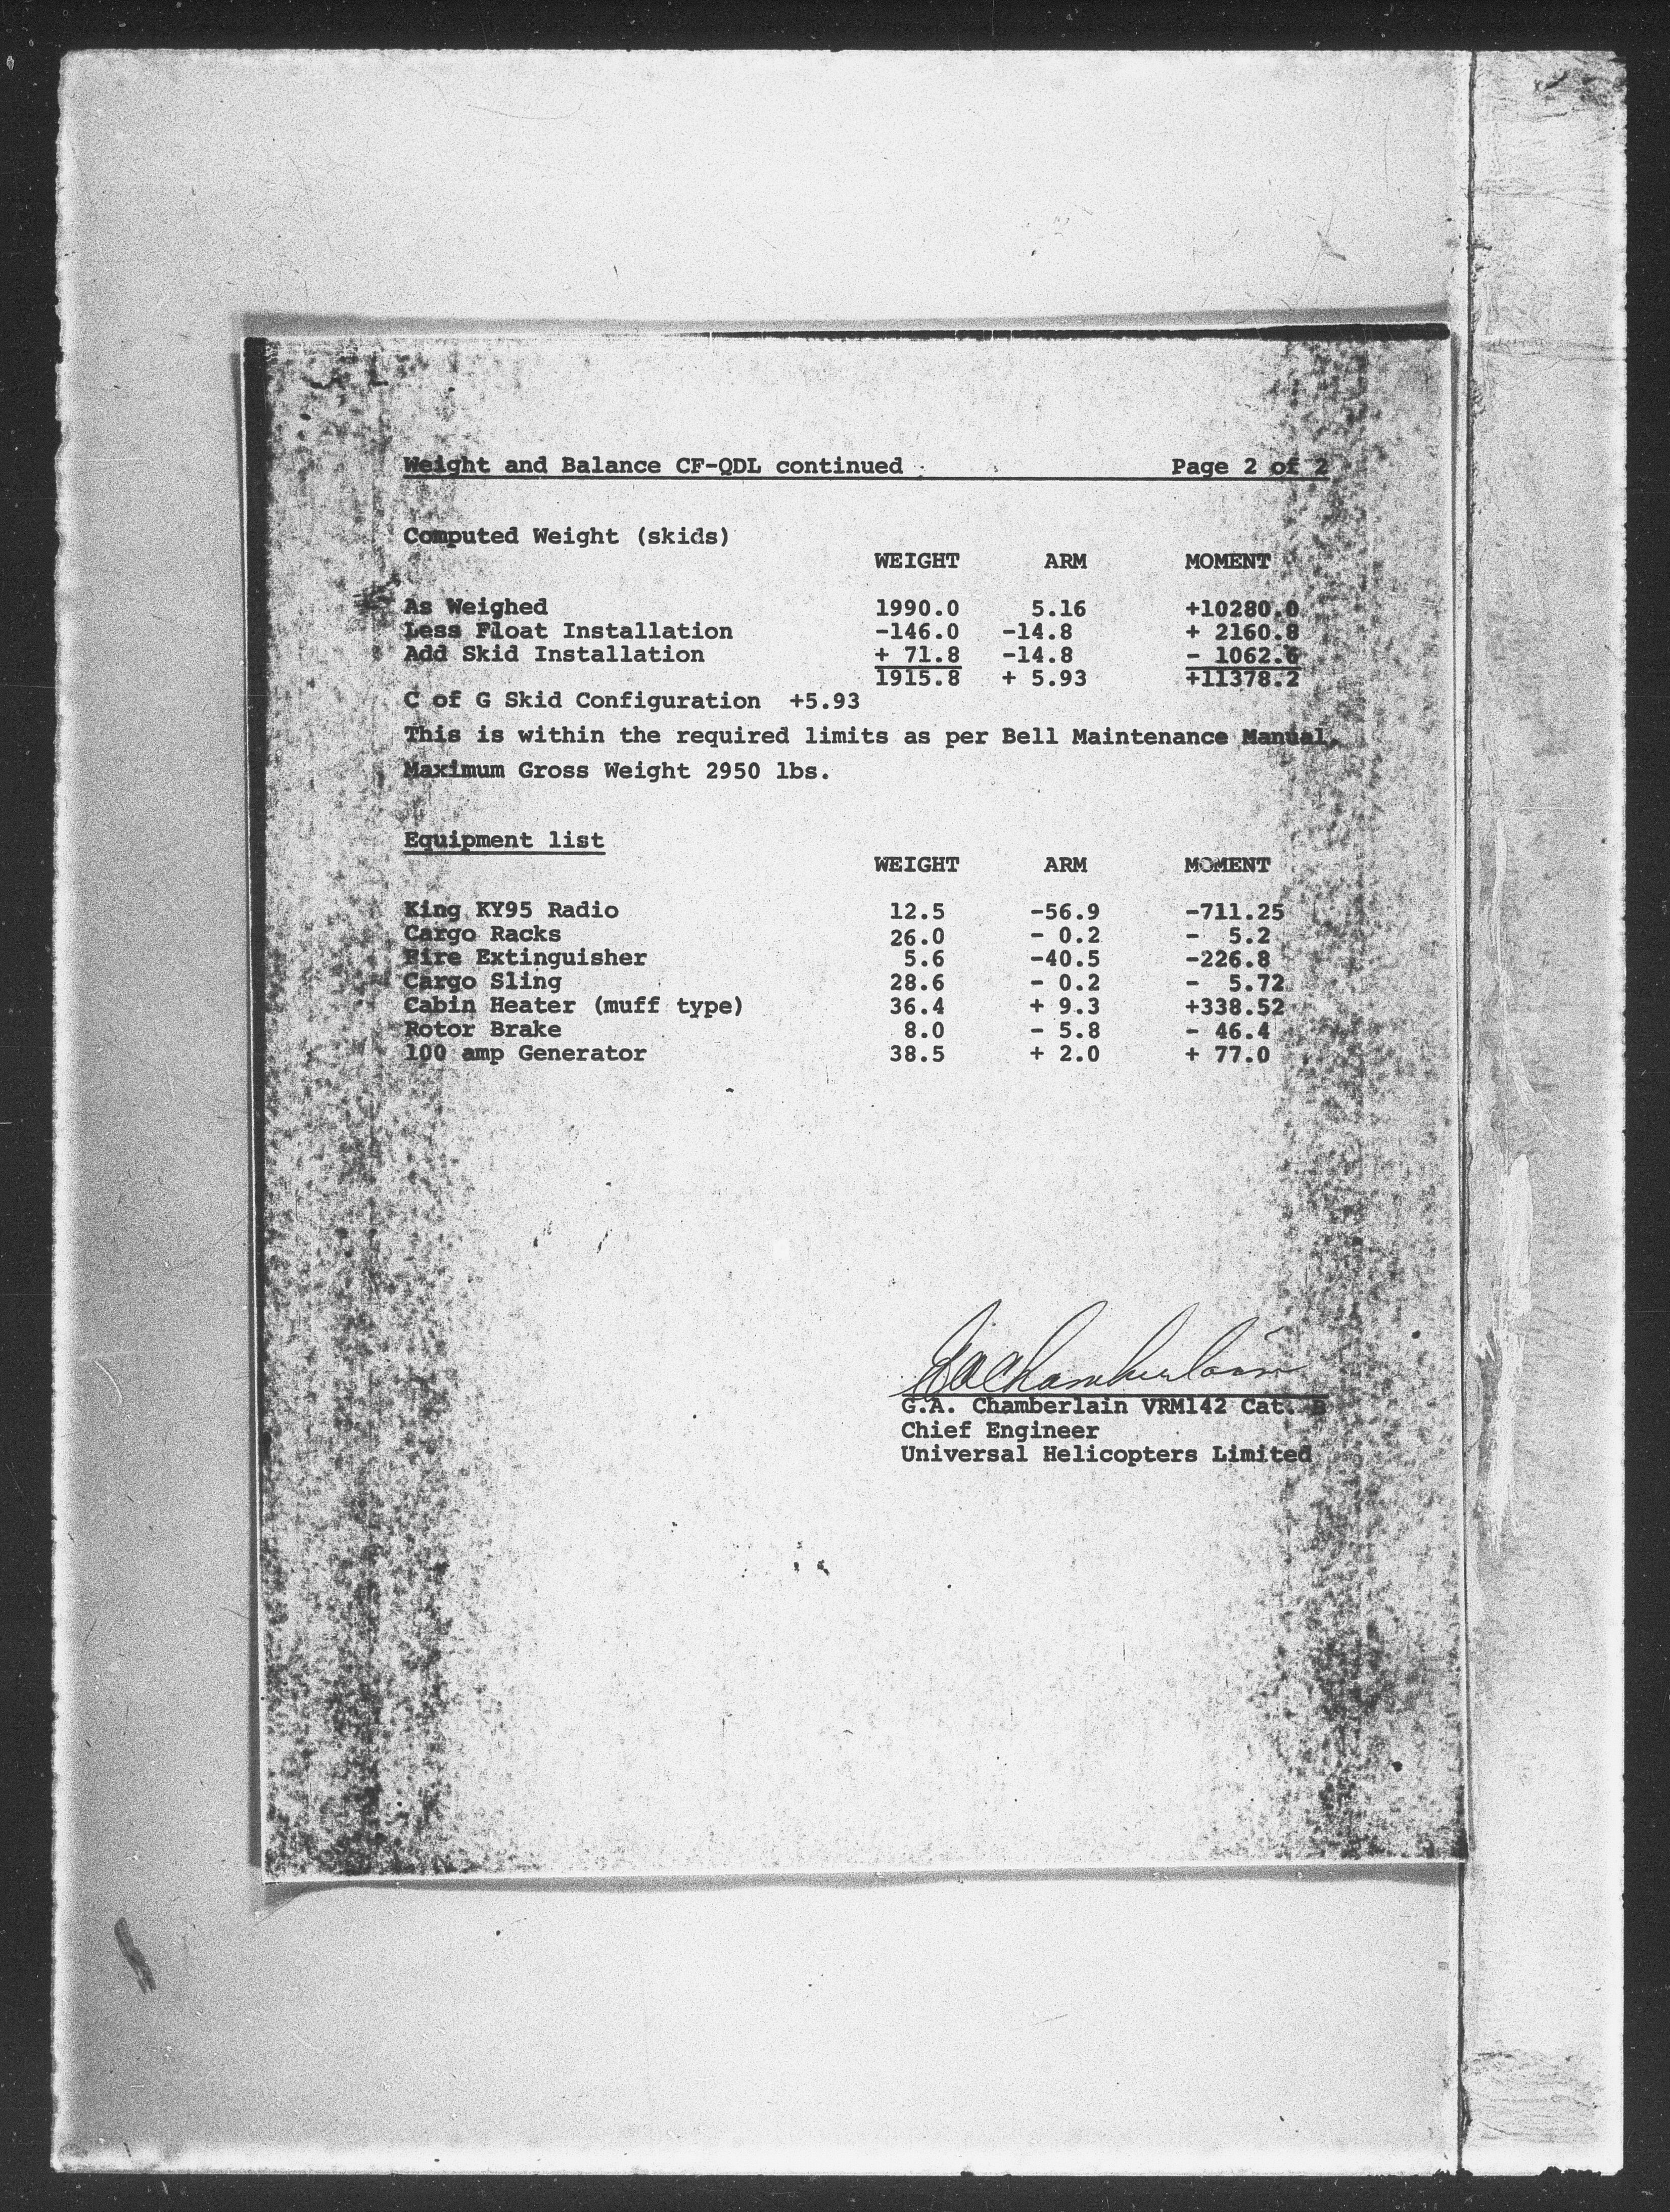 Weight and Balance CF-QDL continued Page 2 of 2
Computed Weight (skids)
WEIGHT ARM MOMENT
As Weighed 1990.0 5.16 +10280.0
Less Float Installation -146.0 -14.8 + 2160.8
Add Skid Installation + 71.8 -14.8 - 1062.6
1915.8 + 5.93 +11378.2
C of G Skid Configuration +5.93
This is within the required limits as per Bell Maintenance Manual.
Maximum Gross Weight 2950 lbs.
Equipment list
WEIGHT ARM MOMENT
King KY95 Radio 12.5 -56.9 -711.25
Cargo Racks 26.0 - 0.2 - 5.2
Fire Extinguisher 5.6 -40.5 -226.8
Cargo Sling 28.6 - 0.2 - 5.72
Cabin Heater (muff type) 36.4 + 9.3 +338.52
Rotor Brake 8.0 - 5.8 - 46.4
100 amp Generator 38.5 + 2.0 + 77.0
GAChamberlain
G.A. Chamberlain VRM142 Cat. B
Chief Engineer
Universal Helicopters Limited